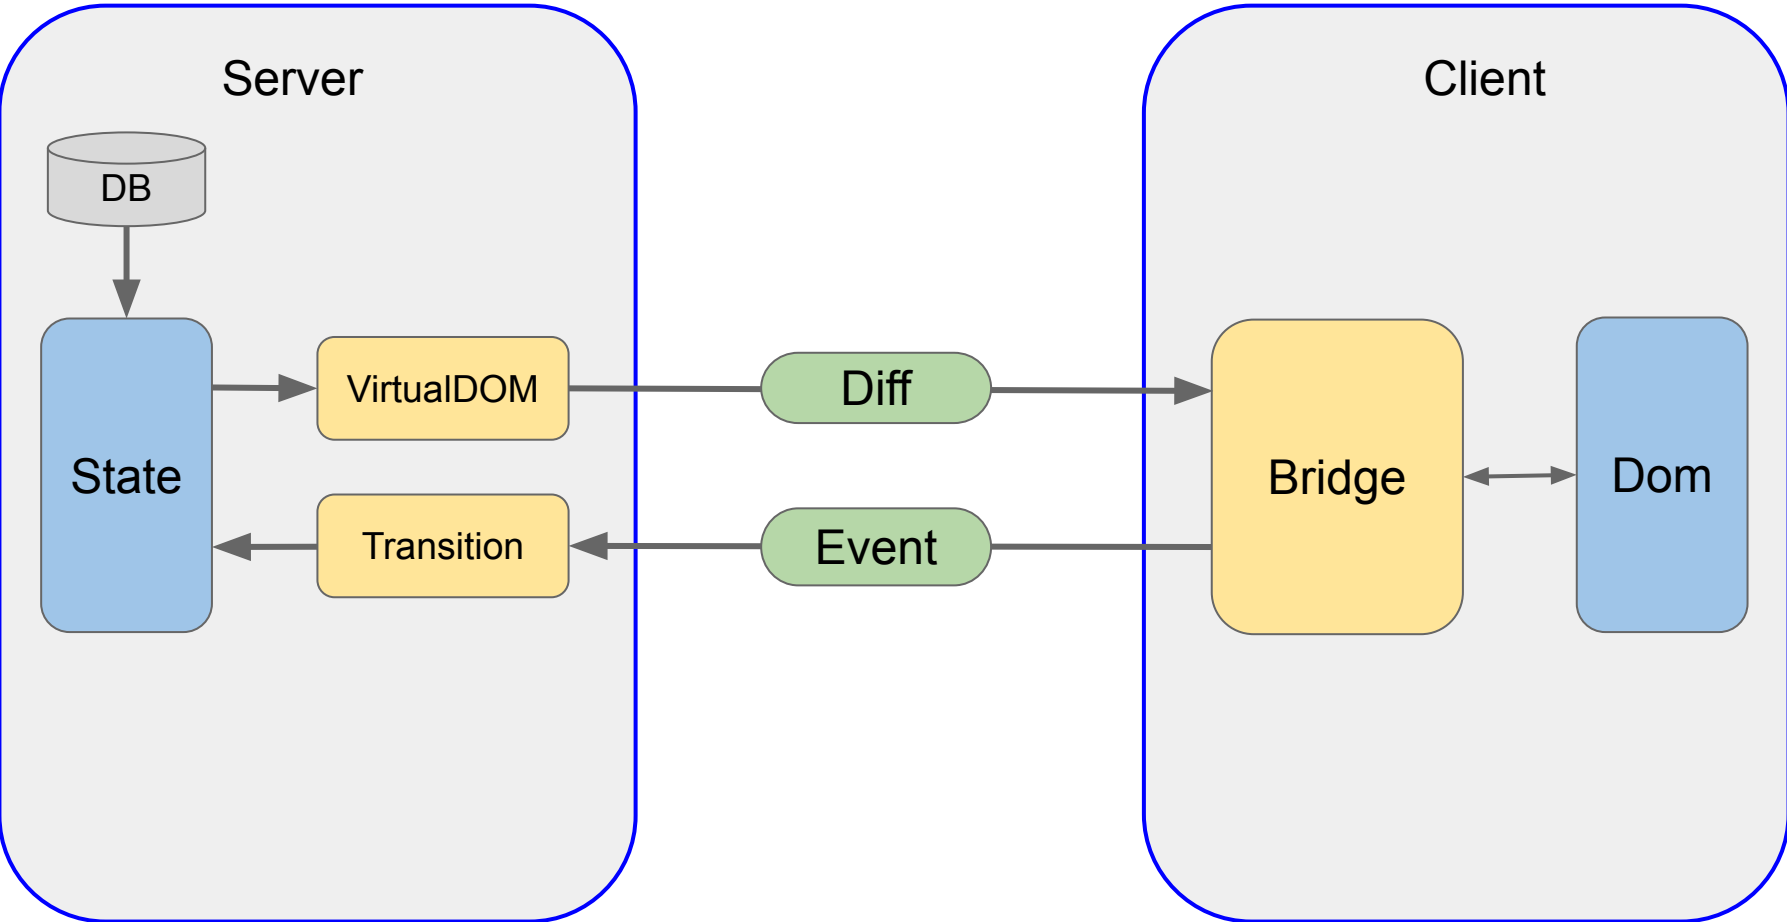 Server
Client
DB
VirtualDOM
Diff
State
Bridge
Dom
Transition
Event